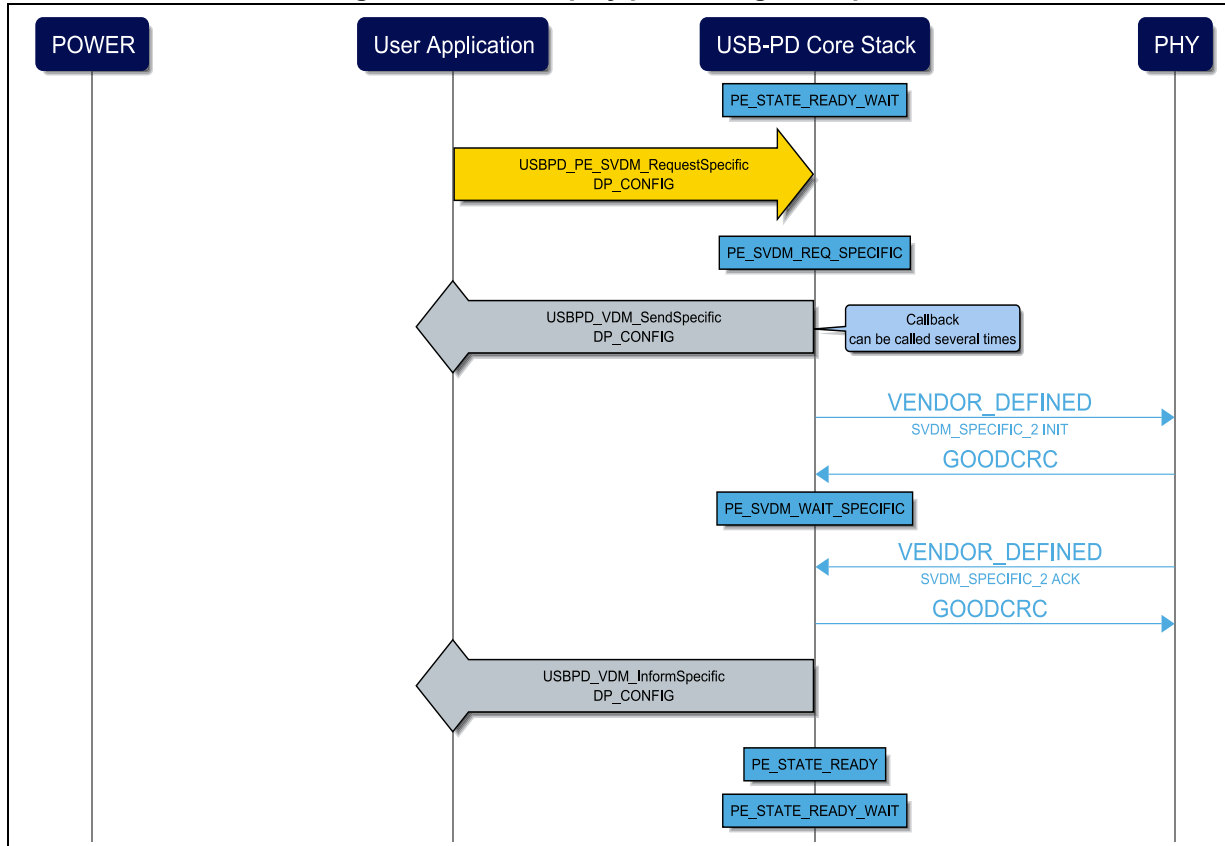 POWER
User Application
USB-PD Core Stack
PHY
PE_STATE_READY_WAIT
USBPD_PE_SVDM_RequestSpecific
DP_CONFIG
PE_SVDM_REQ_SPECIFIC
USBPD_VDM_SendSpecific
DP_CONFIG
Callback
can be called several times
VENDOR_DEFINED
SVDM_SPECIFIC_2 INIT
GOODCRC
PE_SVDM_WAIT_SPECIFIC
VENDOR_DEFINED
SVDM_SPECIFIC_2 ACK
GOODCRC
USBPD_VDM_InformSpecific
DP_CONFIG
PE_STATE_READY
PE_STATE_READY_WAIT